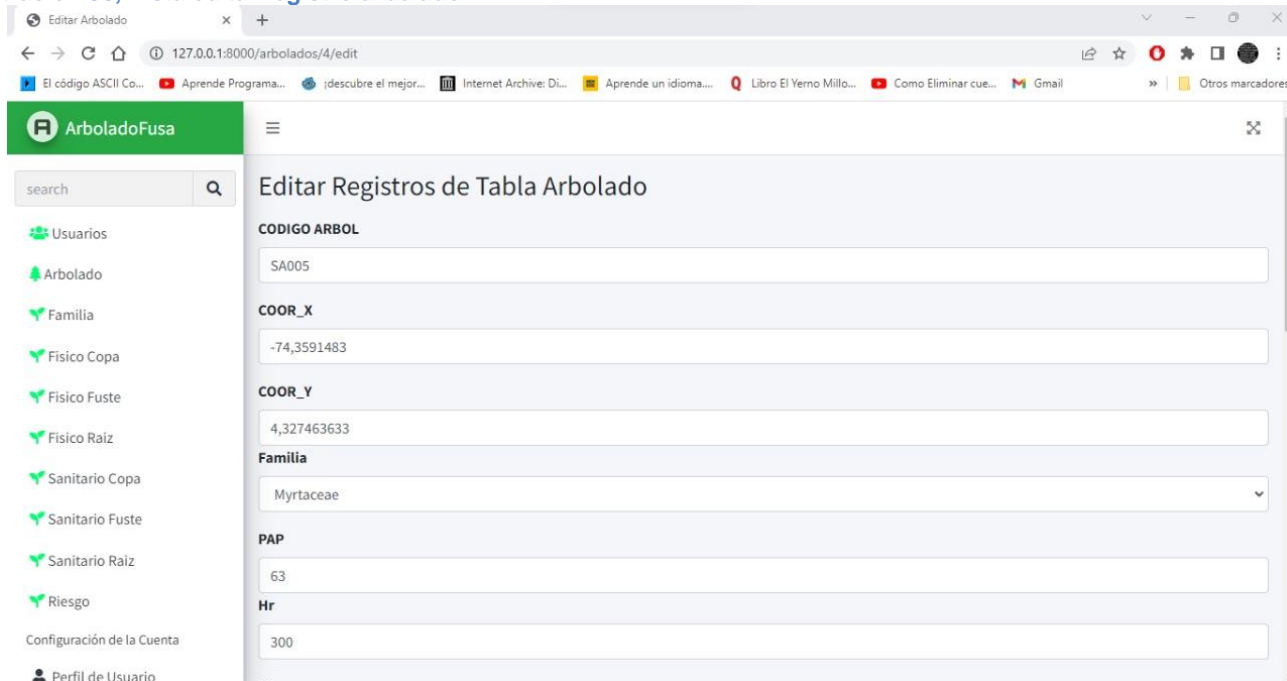 Editar Arbolado
127.0.0.1:8000/arbolados/4/edit
El código ASCII Co...
Aprende Programa...
¡descubre el mejor...
Internet Archive: Di...
Aprende un idioma....
Libro El Yerno Millo...
Como Eliminar cue...
Gmail
»
Otros marcadores
ArboladoFusa
search
Usuarios
Arbolado
Familia
Fisico Copa
Fisico Fuste
Fisico Raiz
Sanitario Copa
Sanitario Fuste
Sanitario Raiz
Riesgo
Configuración de la Cuenta
Perfil de Usuario
Editar Registros de Tabla Arbolado
CODIGO ARBOL
SA005
COOR_X
-74,3591483
COOR_Y
4,327463633
Familia
Myrtaceae
PAP
63
Hr
300